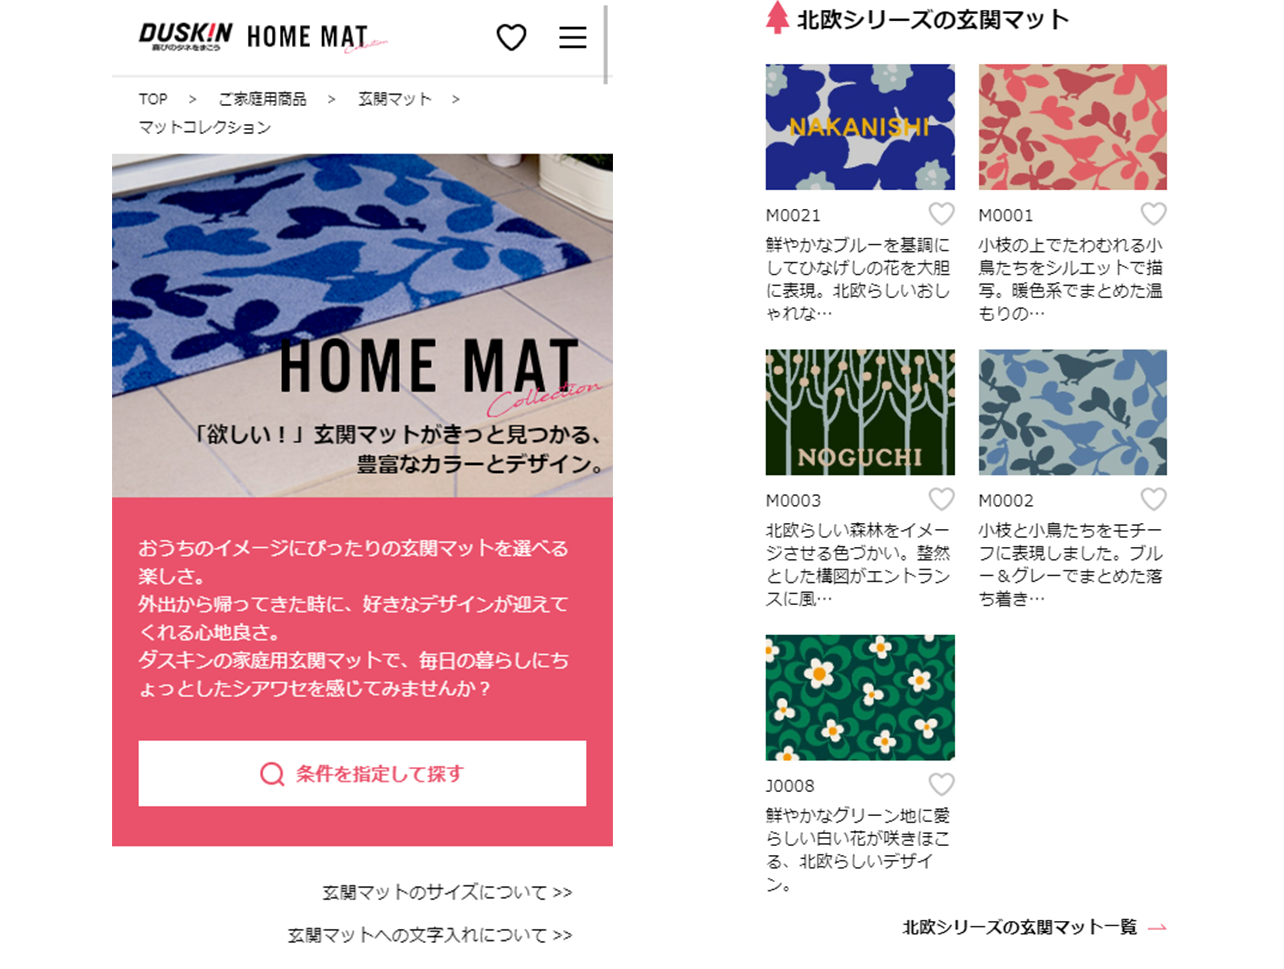 DUSKIN
喜びのタネをまこう
HOME MAT
Collection
TOP > ご家庭用商品 > 玄関マット >
マットコレクション
HOME MAT
Collection
「欲しい！」玄関マットがきっと見つかる、
豊富なカラーとデザイン。
おうちのイメージにぴったりの玄関マットを選べる
楽しさ。
外出から帰ってきた時に、好きなデザインが迎えて
くれる心地良さ。
ダスキンの家庭用玄関マットで、毎日の暮らしにち
ょっとしたシアワセを感じてみませんか？
条件を指定して探す
玄関マットのサイズについて >>
玄関マットへの文字入れについて >>
北欧シリーズの玄関マット
NAKANISHI
M0021
鮮やかなブルーを基調に
してひなげしの花を大胆
に表現。北欧らしいおし
ゃれな…
M0001
小枝の上でたわむれる小
鳥たちをシルエットで描
写。暖色系でまとめた温
もりの…
NOGUCHI
M0003
北欧らしい森林をイメー
ジさせる色づかい。整然
とした構図がエントラン
スに風…
M0002
小枝と小鳥たちをモチー
フに表現しました。ブル
ー＆グレーでまとめた落
ち着き…
J0008
鮮やかなグリーン地に愛
らしい白い花が咲きほこ
る、北欧らしいデザイ
ン。
北欧シリーズの玄関マット一覧